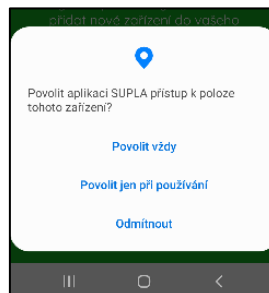 přidat nové zařízení do vašeho
Povolit aplikaci SUPLA přístup k poloze
tohoto zařízení?
Povolit vždy
Povolit jen při používání
Odmítnout